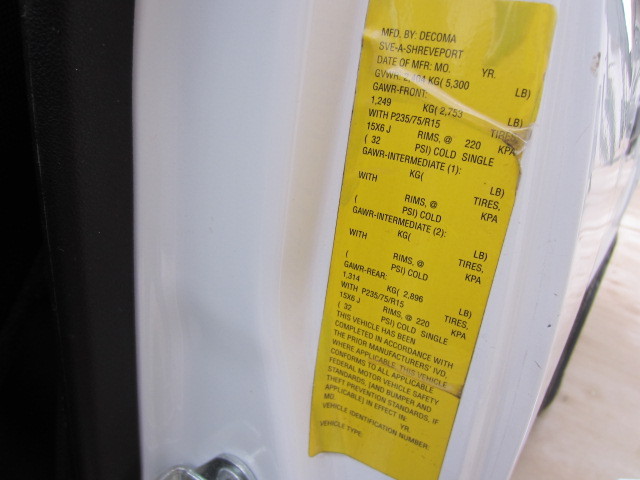 MFD. BY: DECOMA
SVE-A-SHREVEPORT
DATE OF MFR: MO. YR.
GVWR: KG( 5,300 LB)
GAWR-FRONT:
1,249 KG( 2,753 LB)
WITH P235/75/R15 TIRES,
15X6 J RIMS, @ 220 KPA
( 32 PSI) COLD SINGLE
GAWR-INTERMEDIATE (1):
KG( LB)
WITH TIRES,
RIMS, @ KPA
( PSI) COLD
GAWR-INTERMEDIATE (2):
KG( LB)
WITH TIRES,
RIMS, @ KPA
( PSI) COLD
GAWR-REAR:
1,314 KG( 2,896 LB)
WITH P235/75/R15 TIRES,
15X6 J RIMS, @ 220 KPA
( 32 PSI) COLD SINGLE
THIS VEHICLE HAS BEEN
COMPLETED IN ACCORDANCE WITH
THE PRIOR MANUFACTURERS' IVD,
WHERE APPLICABLE. THIS VEHICLE
CONFORMS TO ALL APPLICABLE
FEDERAL MOTOR VEHICLE SAFETY
STANDARDS, [AND BUMPER AND
THEFT PREVENTION STANDARDS, IF
APPLICABLE] IN EFFECT IN
MO. YR.
VEHICLE IDENTIFICATION NUMBER:
VEHICLE TYPE: